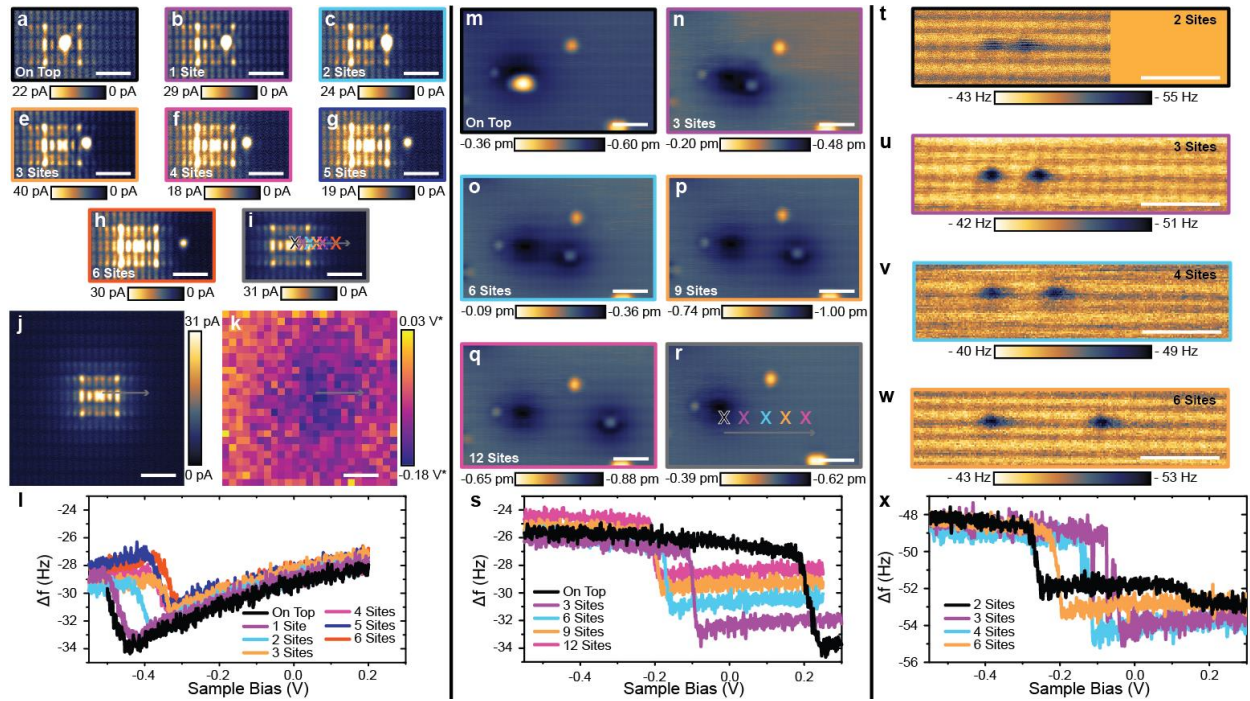 a
On Top
22 pA 0 pA
b
1 Site
29 pA 0 pA
c
2 Sites
24 pA 0 pA
e
3 Sites
40 pA 0 pA
f
4 Sites
18 pA 0 pA
g
5 Sites
19 pA 0 pA
h
6 Sites
30 pA 0 pA
i
X X X X X
31 pA 0 pA
j
31 pA
0 pA
k
0.03 V*
-0.18 V*
l
Δf (Hz)
-24
-26
-28
-30
-32
-34
-0.4 -0.2 0.0 0.2
Sample Bias (V)
On Top
1 Site
2 Sites
3 Sites
4 Sites
5 Sites
6 Sites
m
On Top
-0.36 pm -0.60 pm
n
3 Sites
-0.20 pm -0.48 pm
o
6 Sites
-0.09 pm -0.36 pm
p
9 Sites
-0.74 pm -1.00 pm
q
12 Sites
-0.65 pm -0.88 pm
r
X X X X X
-0.39 pm -0.62 pm
s
Δf (Hz)
-24
-26
-28
-30
-32
-34
-0.4 -0.2 0.0 0.2
Sample Bias (V)
On Top
3 Sites
6 Sites
9 Sites
12 Sites
t
2 Sites
- 43 Hz - 55 Hz
u
3 Sites
- 42 Hz - 51 Hz
v
4 Sites
- 40 Hz - 49 Hz
w
6 Sites
- 43 Hz - 53 Hz
x
Δf (Hz)
-48
-50
-52
-54
-56
-0.4 -0.2 0.0 0.2
Sample Bias (V)
2 Sites
3 Sites
4 Sites
6 Sites